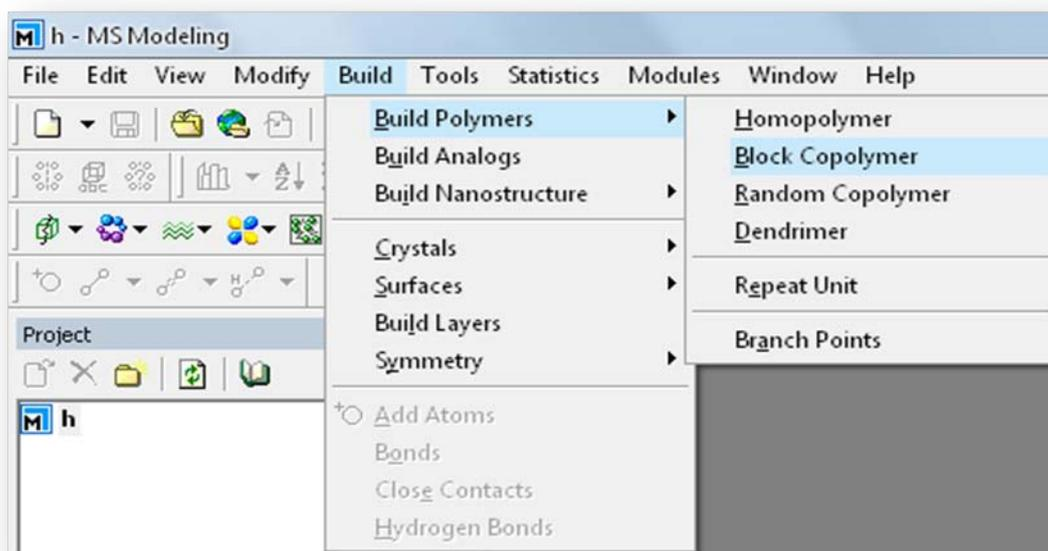 h - MS Modeling
File Edit View Modify Build Tools Statistics Modules Window Help
Build Polymers
Build Analogs
Build Nanostructure
Crystals
Surfaces
Build Layers
Symmetry
Add Atoms
Bonds
Close Contacts
Hydrogen Bonds
Homopolymer
Block Copolymer
Random Copolymer
Dendrimer
Repeat Unit
Branch Points
Project
h